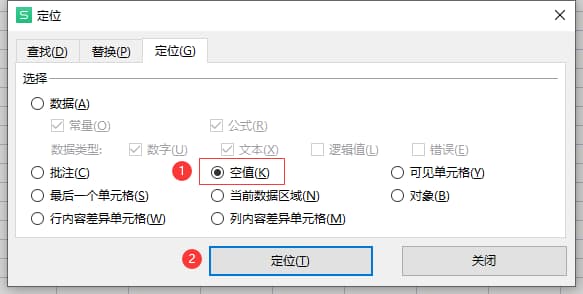 S 定位
查找(D) 替换(P) 定位(G)
选择
数据(A)
常量(O) 公式(R)
数据类型: 数字(U) 文本(X) 逻辑值(L) 错误(E)
批注(C) 1 空值(K) 可见单元格(Y)
最后一个单元格(S) 当前数据区域(N) 对象(B)
行内容差异单元格(W) 列内容差异单元格(M)
2 定位(T) 关闭